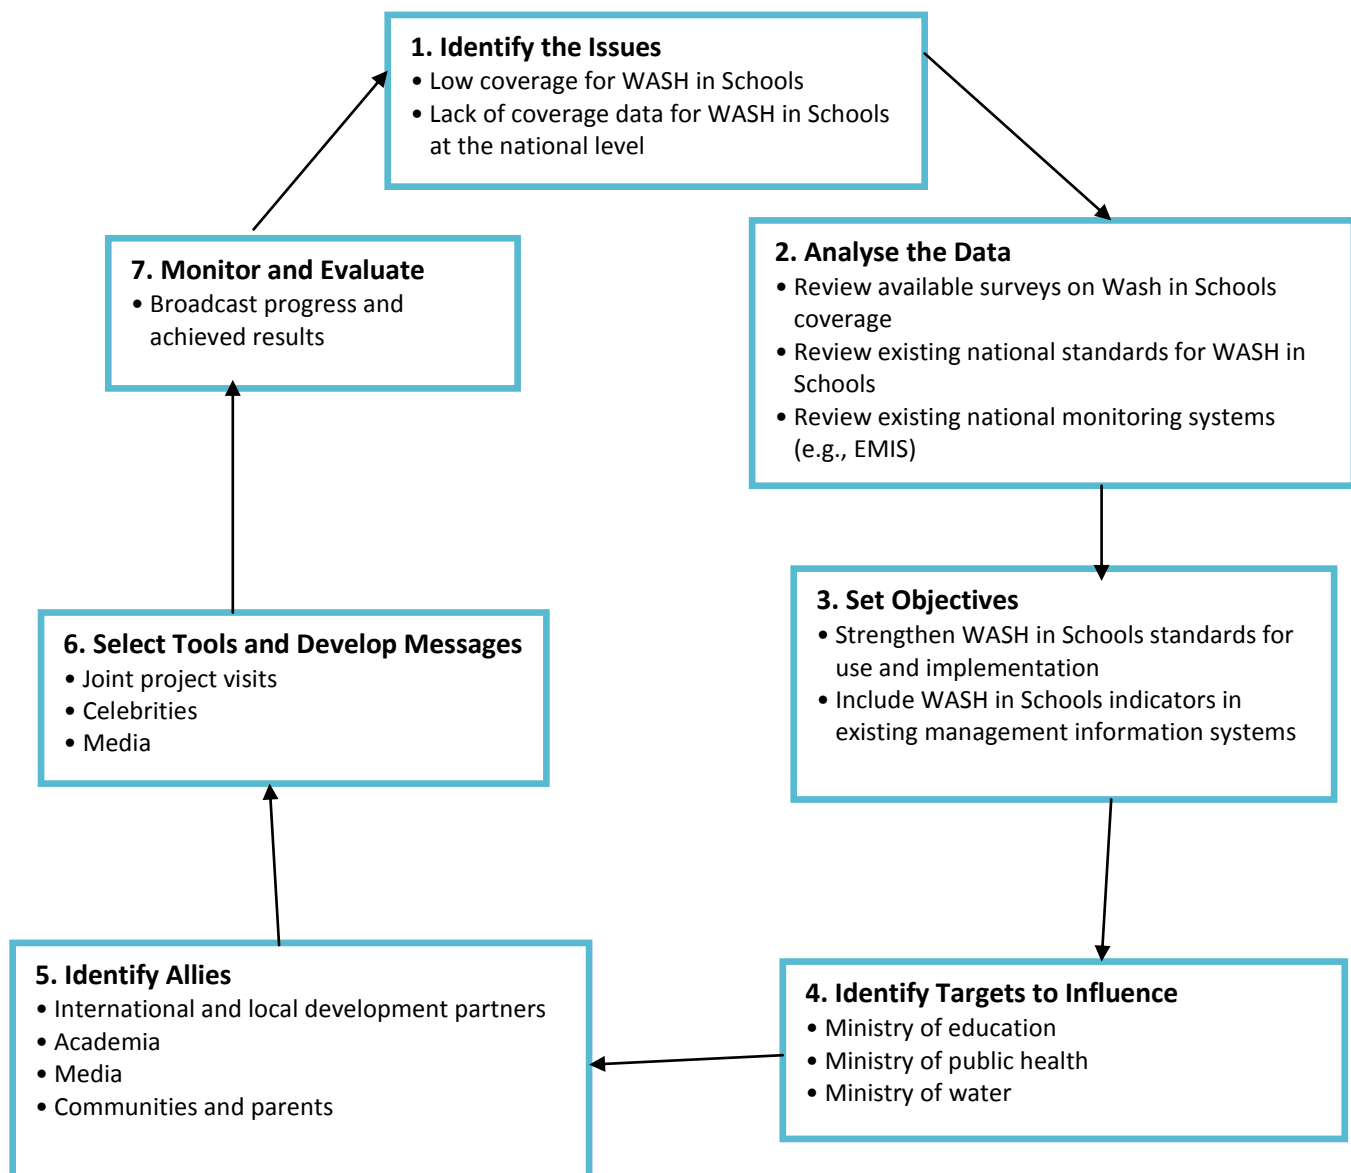 1. Identify the Issues
• Low coverage for WASH in Schools
• Lack of coverage data for WASH in Schools
at the national level
2. Analyse the Data
• Review available surveys on Wash in Schools
coverage
• Review existing national standards for WASH in
Schools
• Review existing national monitoring systems
(e.g., EMIS)
3. Set Objectives
• Strengthen WASH in Schools standards for
use and implementation
• Include WASH in Schools indicators in
existing management information systems
4. Identify Targets to Influence
• Ministry of education
• Ministry of public health
• Ministry of water
5. Identify Allies
• International and local development partners
• Academia
• Media
• Communities and parents
6. Select Tools and Develop Messages
• Joint project visits
• Celebrities
• Media
7. Monitor and Evaluate
• Broadcast progress and
achieved results